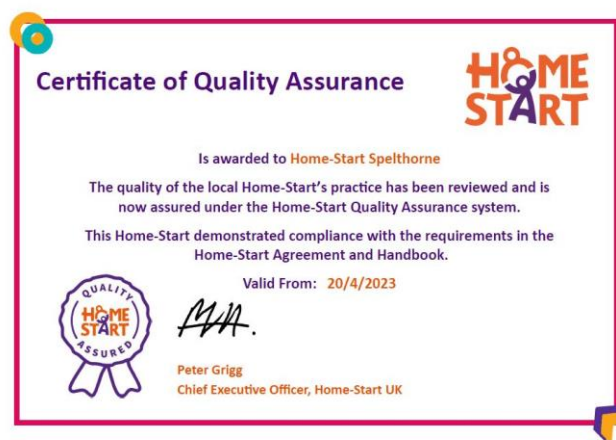 Certificate of Quality Assurance
HOME
START
Is awarded to Home-Start Spelthorne
The quality of the local Home-Start's practice has been reviewed and is
now assured under the Home-Start Quality Assurance system.
This Home-Start demonstrated compliance with the requirements in the
Home-Start Agreement and Handbook.
Valid From: 20/4/2023
QUALITY
HOME
START
ASSURED
Peter Grigg
Chief Executive Officer, Home-Start UK